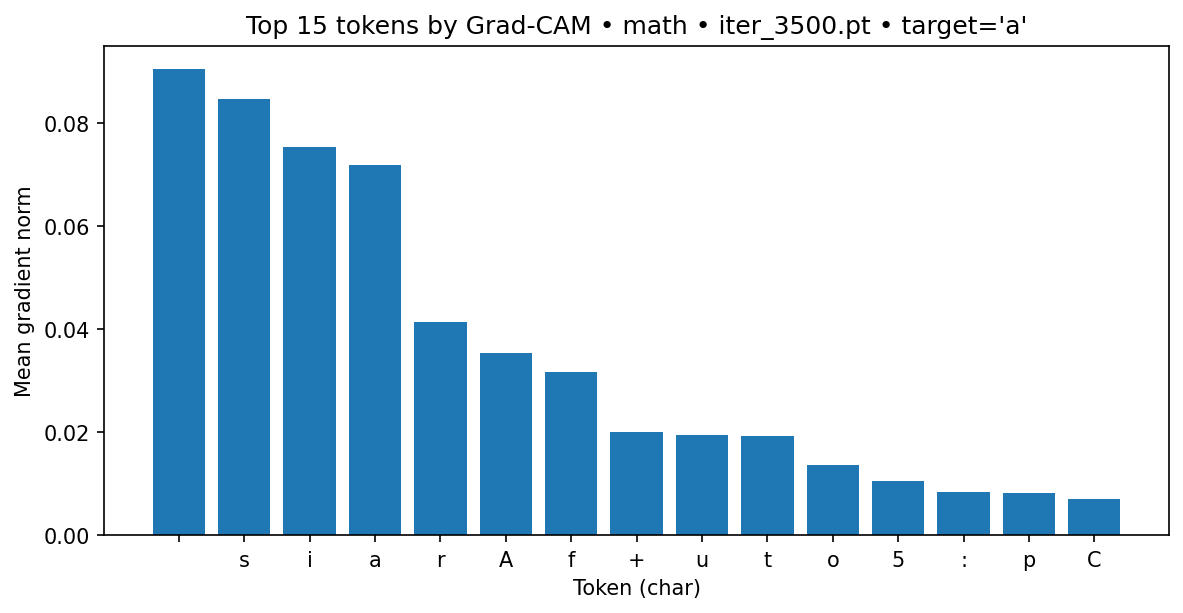 Top 15 tokens by Grad-CAM • math • iter_3500.pt • target='a'
Mean gradient norm
0.08
0.06
0.04
0.02
0.00
s i a r A f + u t o 5 : p C
Token (char)